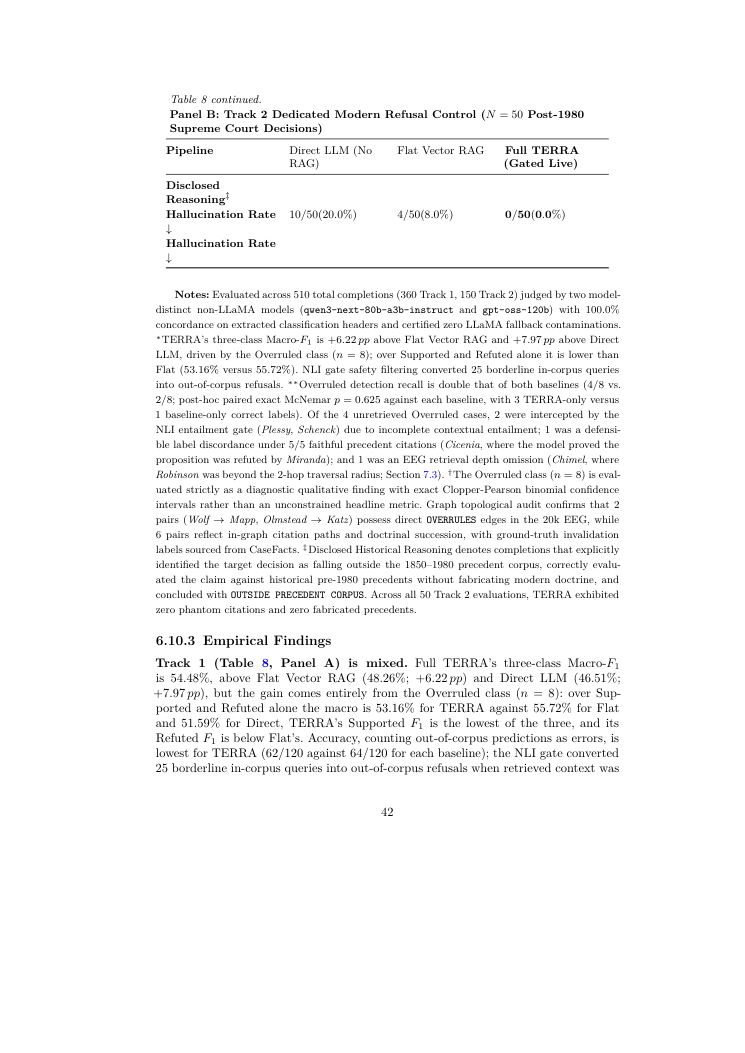 Table 8 continued.
Panel B: Track 2 Dedicated Modern Refusal Control (N = 50 Post-1980
Supreme Court Decisions)
Pipeline Direct LLM (No RAG) Flat Vector RAG Full TERRA (Gated Live)
Disclosed
Reasoning‡
Hallucination Rate 10/50(20.0%) 4/50(8.0%) 0/50(0.0%)
↓
Hallucination Rate
↓
Notes: Evaluated across 510 total completions (360 Track 1, 150 Track 2) judged by two model-
distinct non-LLaMA models (qwen3-next-80b-a3b-instruct and gpt-oss-120b) with 100.0%
concordance on extracted classification headers and certified zero LLaMA fallback contaminations.
*TERRA's three-class Macro-F1 is +6.22 pp above Flat Vector RAG and +7.97 pp above Direct
LLM, driven by the Overruled class (n = 8); over Supported and Refuted alone it is lower than
Flat (53.16% versus 55.72%). NLI gate safety filtering converted 25 borderline in-corpus queries
into out-of-corpus refusals. **Overruled detection recall is double that of both baselines (4/8 vs.
2/8; post-hoc paired exact McNemar p = 0.625 against each baseline, with 3 TERRA-only versus
1 baseline-only correct labels). Of the 4 unretrieved Overruled cases, 2 were intercepted by the
NLI entailment gate (Plessy, Schenck) due to incomplete contextual entailment; 1 was a defensi-
ble label discordance under 5/5 faithful precedent citations (Cicenia, where the model proved the
proposition was refuted by Miranda); and 1 was an EEG retrieval depth omission (Chimel, where
Robinson was beyond the 2-hop traversal radius; Section 7.3). †The Overruled class (n = 8) is eval-
uated strictly as a diagnostic qualitative finding with exact Clopper-Pearson binomial confidence
intervals rather than an unconstrained headline metric. Graph topological audit confirms that 2
pairs (Wolf → Mapp, Olmstead → Katz) possess direct OVERRULES edges in the 20k EEG, while
6 pairs reflect in-graph citation paths and doctrinal succession, with ground-truth invalidation
labels sourced from CaseFacts. ‡Disclosed Historical Reasoning denotes completions that explicitly
identified the target decision as falling outside the 1850–1980 precedent corpus, correctly evalu-
ated the claim against historical pre-1980 precedents without fabricating modern doctrine, and
concluded with OUTSIDE PRECEDENT CORPUS. Across all 50 Track 2 evaluations, TERRA exhibited
zero phantom citations and zero fabricated precedents.
6.10.3 Empirical Findings
Track 1 (Table 8, Panel A) is mixed. Full TERRA's three-class Macro-F1
is 54.48%, above Flat Vector RAG (48.26%; +6.22 pp) and Direct LLM (46.51%;
+7.97 pp), but the gain comes entirely from the Overruled class (n = 8): over Sup-
ported and Refuted alone the macro is 53.16% for TERRA against 55.72% for Flat
and 51.59% for Direct, TERRA's Supported F1 is the lowest of the three, and its
Refuted F1 is below Flat's. Accuracy, counting out-of-corpus predictions as errors, is
lowest for TERRA (62/120 against 64/120 for each baseline); the NLI gate converted
25 borderline in-corpus queries into out-of-corpus refusals when retrieved context was
42